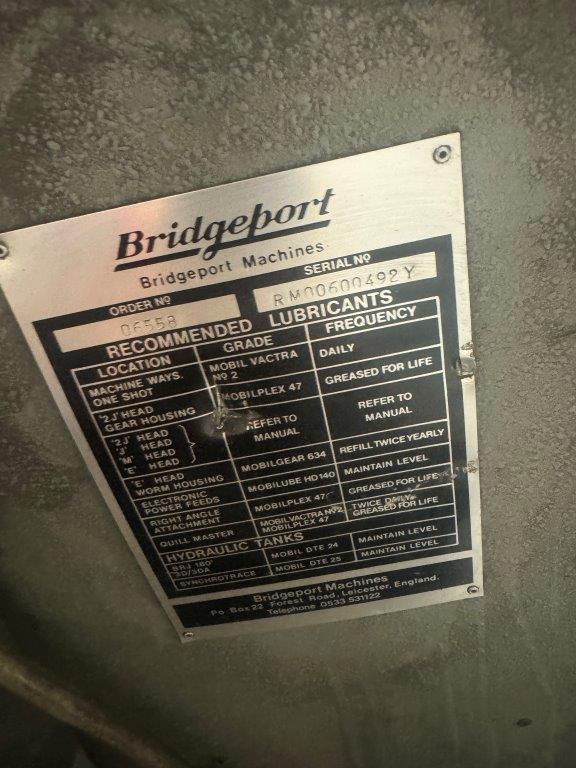 Bridgeport
Bridgeport Machines
ORDER Nº SERIAL Nº
0655B RM00600492Y
RECOMMENDED LUBRICANTS
LOCATION GRADE FREQUENCY
MACHINE WAYS. ONE SHOT MOBIL VACTRA Nº 2 DAILY
'2J' HEAD GEAR HOUSING MOBILPLEX 47 GREASED FOR LIFE
'2J' HEAD
'J' HEAD
'M' HEAD
'E' HEAD
REFER TO MANUAL REFER TO MANUAL
'E' HEAD WORM HOUSING MOBILGEAR 634 REFILL TWICE YEARLY
ELECTRONIC POWER FEEDS MOBILUBE HD140 MAINTAIN LEVEL
RIGHT ANGLE ATTACHMENT MOBILPLEX 47 GREASED FOR LIFE
QUILL MASTER MOBIL VACTRA Nº2 MOBILPLEX 47 TWICE DAILY GREASED FOR LIFE
HYDRAULIC TANKS
BRJ 180° 2D/3DA MOBIL DTE 24 MAINTAIN LEVEL
SYNCHROTRACE MOBIL DTE 25 MAINTAIN LEVEL
Bridgeport Machines
Po Box 22 Forest Road, Leicester, England.
Telephone 0533 531122